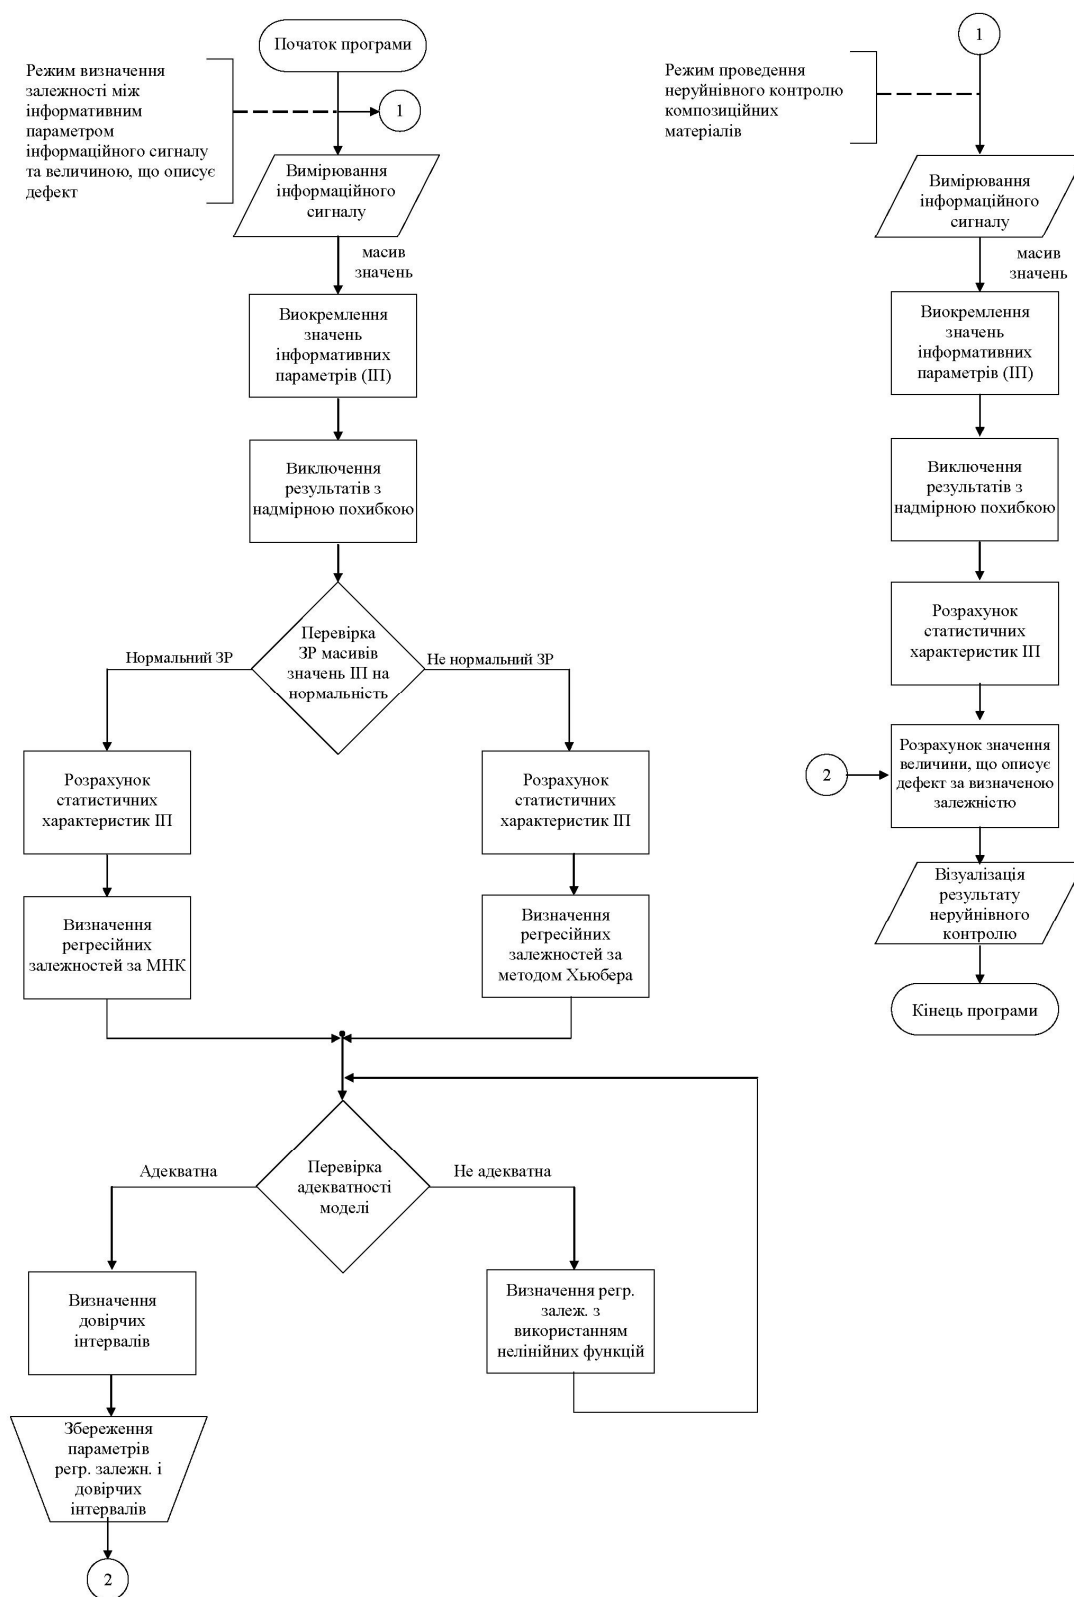 Початок програми
Режим визначення
залежності між
інформативним
параметром
інформаційного сигналу
та величиною, що описує
дефект
1
Вимірювання
інформаційного
сигналу
масив
значень
Виокремлення
значень
інформативних
параметрів (ІП)
Виключення
результатів з
надмірною похибкою
Перевірка
ЗР масивів
значень ІП на
нормальність
Нормальний ЗР
Не нормальний ЗР
Розрахунок
статистичних
характеристик ІП
Розрахунок
статистичних
характеристик ІП
Визначення
регресійних
залежностей за МНК
Визначення
регресійних
залежностей за
методом Хьюбера
Перевірка
адекватності
моделі
Адекватна
Не адекватна
Визначення
довірчих
інтервалів
Визначення регр.
залеж. з
використанням
нелінійних функцій
Збереження
параметрів
регр. залежн. і
довірчих
інтервалів
2
1
Режим проведення
неруйнівного контролю
композиційних
матеріалів
Вимірювання
інформаційного
сигналу
масив
значень
Виокремлення
значень
інформативних
параметрів (ІП)
Виключення
результатів з
надмірною похибкою
Розрахунок
статистичних
характеристик ІП
2
Розрахунок значення
величини, що описує
дефект за визначеною
залежністю
Візуалізація
результату
неруйнівного
контролю
Кінець програми